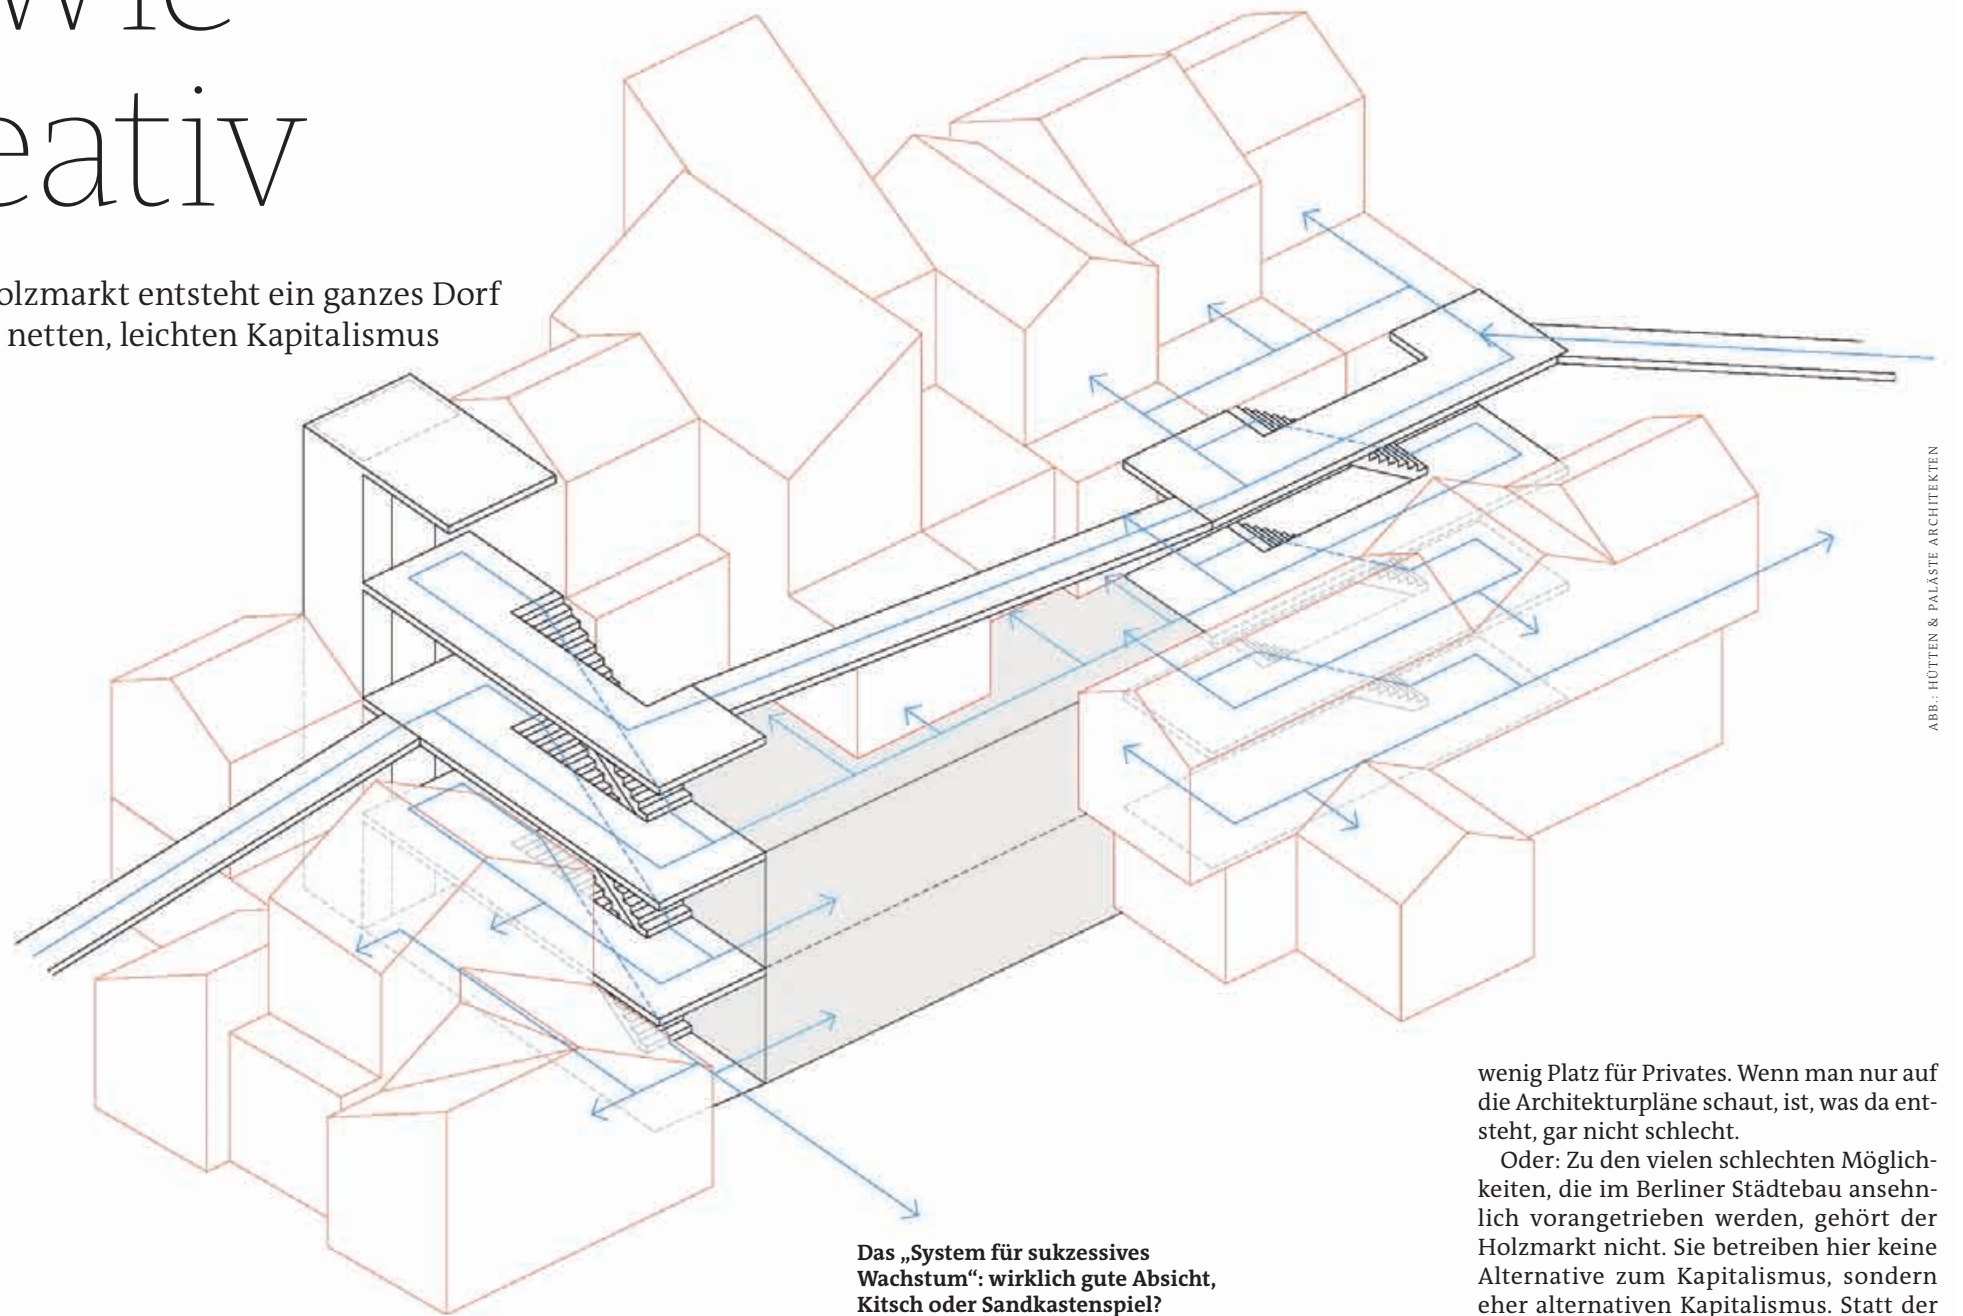 eativ
olzmarkt entsteht ein ganzes Dorf
netten, leichten Kapitalismus
ABB.: HÜTTEN & PALÄSTE ARCHITEKTEN
Das „System für sukzessives
Wachstum“: wirklich gute Absicht,
Kitsch oder Sandkastenspiel?
wenig Platz für Privates. Wenn man nur auf
die Architekturpläne schaut, ist, was da ent-
steht, gar nicht schlecht.
Oder: Zu den vielen schlechten Möglich-
keiten, die im Berliner Städtebau ansehn-
lich vorangetrieben werden, gehört der
Holzmarkt nicht. Sie betreiben hier keine
Alternative zum Kapitalismus, sondern
eher alternativen Kapitalismus. Statt der